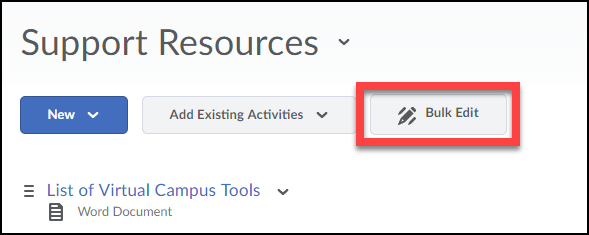 Support Resources
New Add Existing Activities Bulk Edit
List of Virtual Campus Tools
Word Document